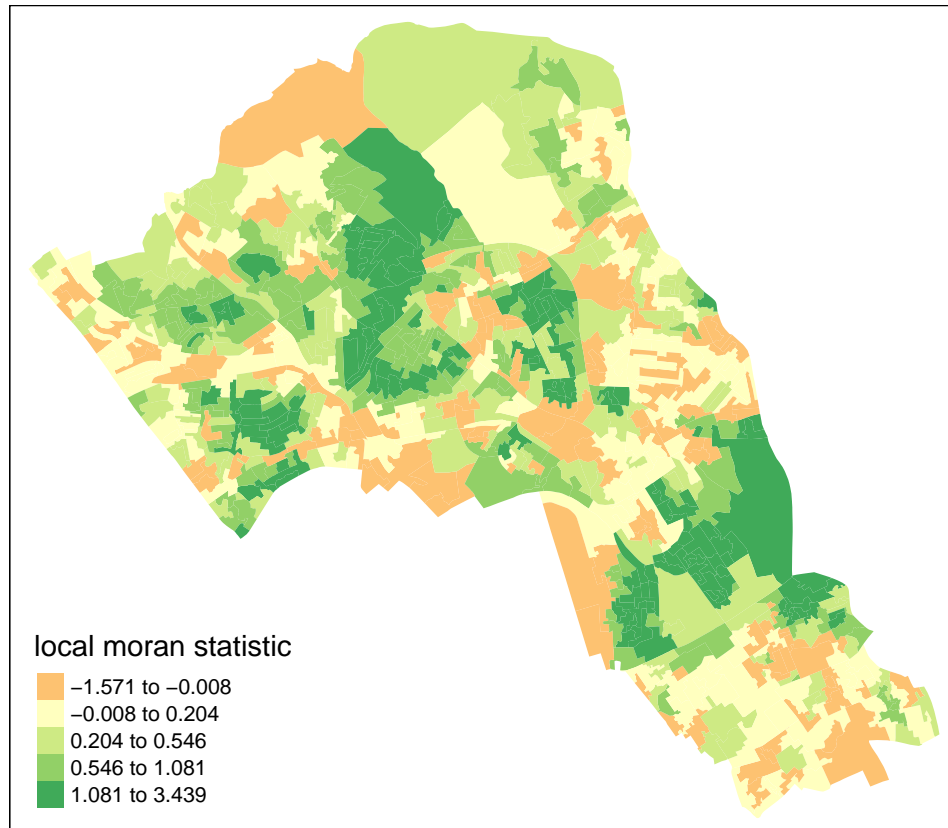 local moran statistic
−1.571 to −0.008
−0.008 to 0.204
0.204 to 0.546
0.546 to 1.081
1.081 to 3.439